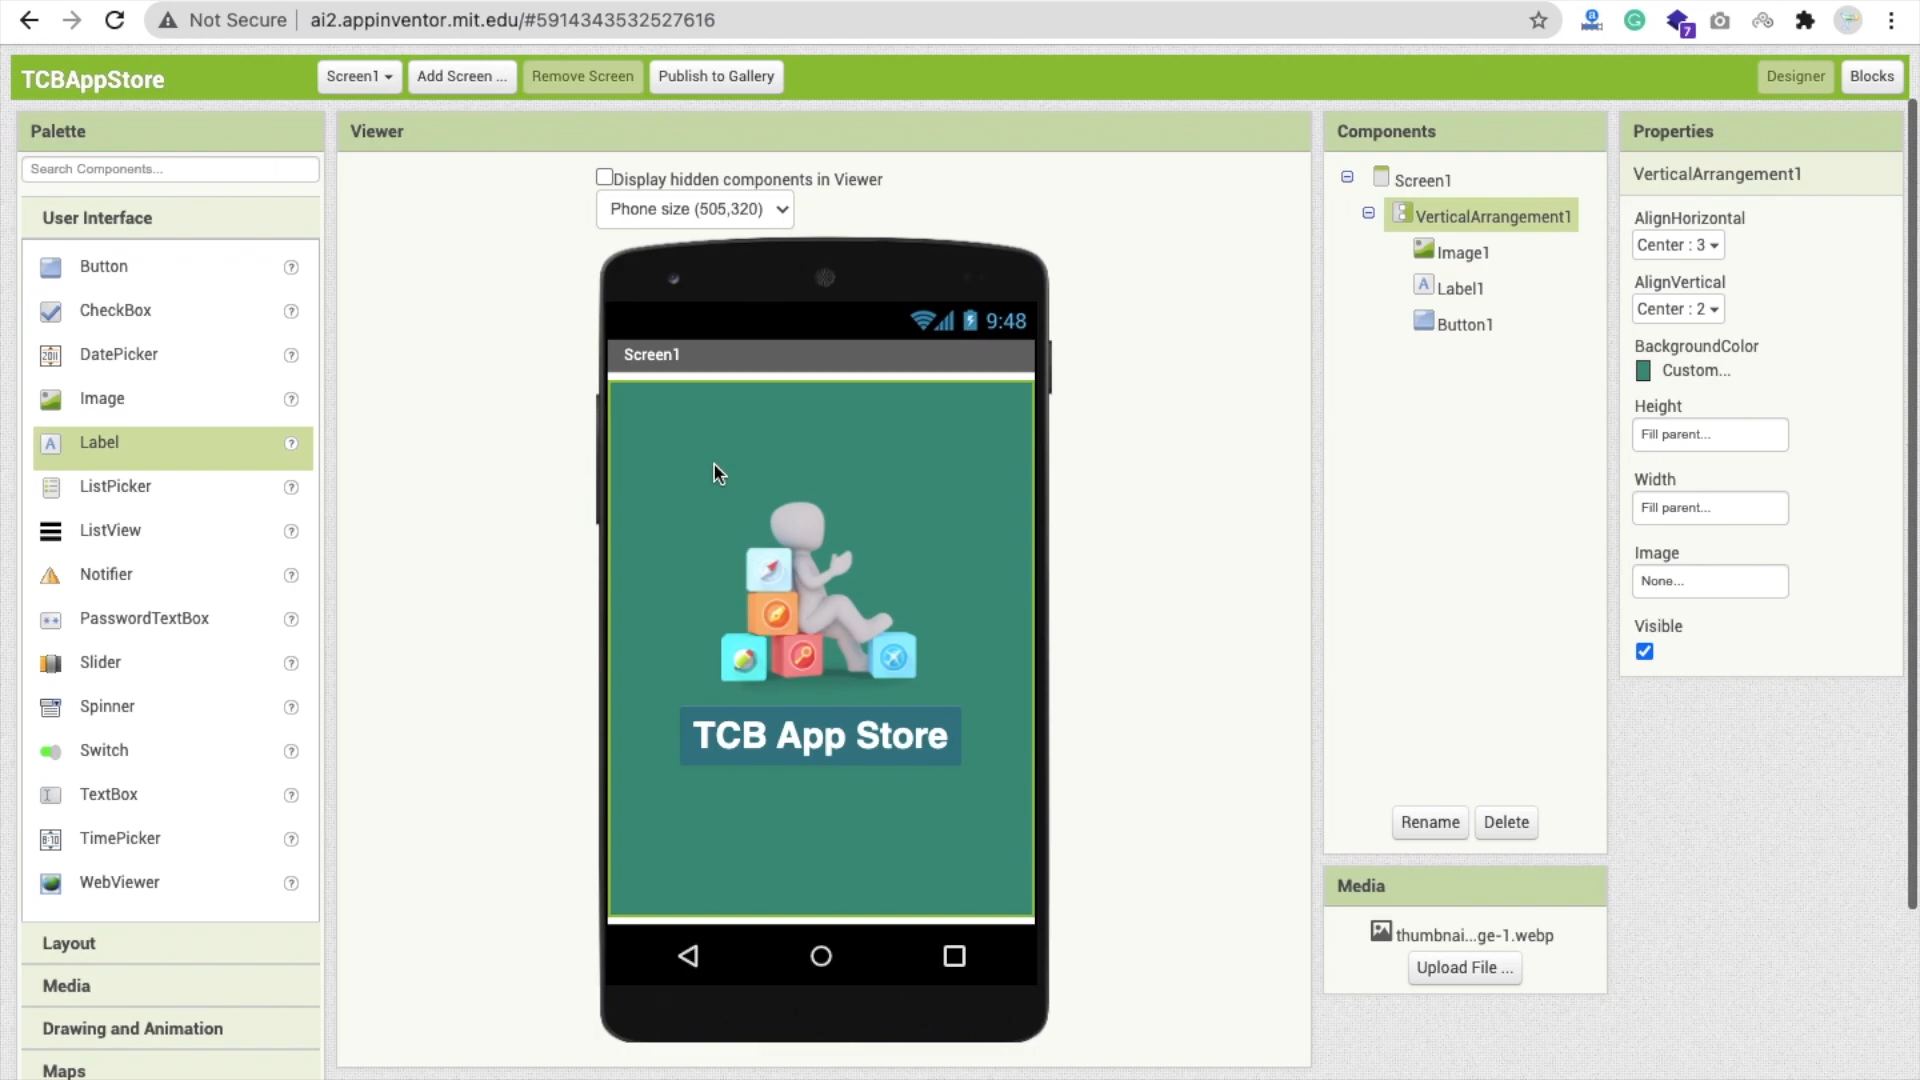 Not Secure
ai2.appinventor.mit.edu/#5914343532527616
7
TCBAppStore
Screen1
Add Screen ...
Remove Screen
Publish to Gallery
Designer
Blocks
Palette
Search Components...
User Interface
Button
?
CheckBox
?
DatePicker
?
Image
?
Label
?
ListPicker
?
ListView
?
Notifier
?
PasswordTextBox
?
Slider
?
Spinner
?
Switch
?
TextBox
?
TimePicker
?
WebViewer
?
Layout
Media
Drawing and Animation
Maps
Viewer
Display hidden components in Viewer
Phone size (505,320)
9:48
Screen1
TCB App Store
Components
Screen1
VerticalArrangement1
Image1
A Label1
Button1
Rename
Delete
Media
thumbnai...ge-1.webp
Upload File ...
Properties
VerticalArrangement1
AlignHorizontal
Center : 3
AlignVertical
Center : 2
BackgroundColor
Custom...
Height
Fill parent...
Width
Fill parent...
Image
None...
Visible